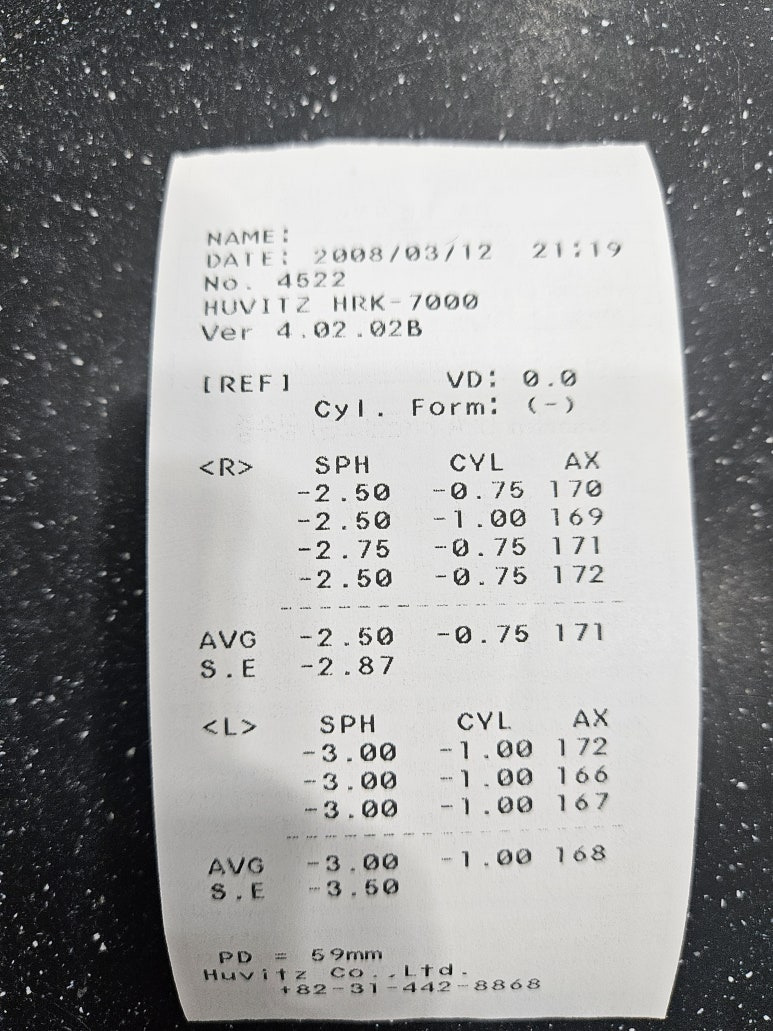 NAME:
DATE: 2008/03/12 21:19
No. 4522
HUVITZ HRK-7000
Ver 4.02.02B
[REF] VD: 0.0
Cyl. Form: (-)
<R> SPH CYL AX
-2.50 -0.75 170
-2.50 -1.00 169
-2.75 -0.75 171
-2.50 -0.75 172
AVG -2.50 -0.75 171
S.E -2.87
<L> SPH CYL AX
-3.00 -1.00 172
-3.00 -1.00 166
-3.00 -1.00 167
AVG -3.00 -1.00 168
S.E -3.50
PD = 59mm
Huvitz Co.,Ltd.
+82-31-442-8868